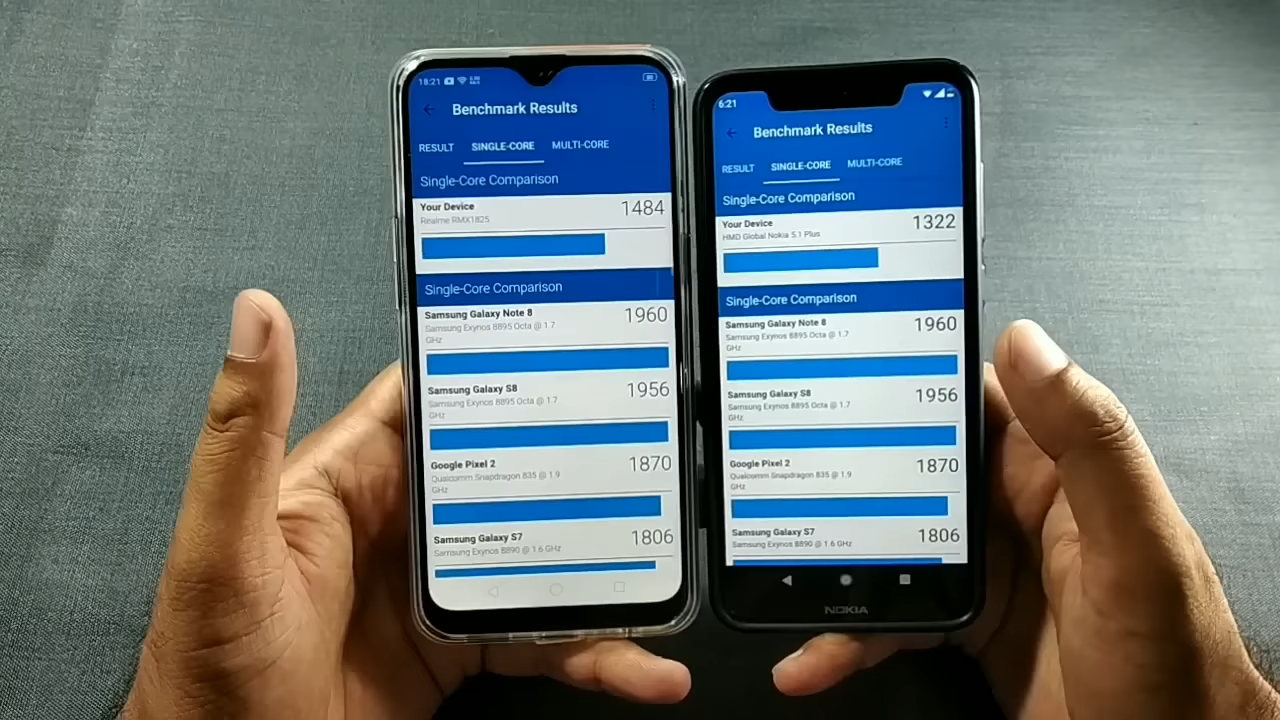 18:21
Benchmark Results
RESULT SINGLE-CORE MULTI-CORE
Single-Core Comparison
Your Device 1484
Realme RMX1825
Single-Core Comparison
Samsung Galaxy Note 8 1960
Samsung Exynos 8895 Octa @ 1.7
GHz
Samsung Galaxy S8 1956
Samsung Exynos 8895 Octa @ 1.7
GHz
Google Pixel 2 1870
Qualcomm Snapdragon 835 @ 1.9
GHz
Samsung Galaxy S7 1806
Samsung Exynos 8890 @ 1.6 GHz
6:21
Benchmark Results
RESULT SINGLE-CORE MULTI-CORE
Single-Core Comparison
Your Device 1322
HMD Global Nokia 5.1 Plus
Single-Core Comparison
Samsung Galaxy Note 8 1960
Samsung Exynos 8895 Octa @ 1.7
GHz
Samsung Galaxy S8 1956
Samsung Exynos 8895 Octa @ 1.7
GHz
Google Pixel 2 1870
Qualcomm Snapdragon 835 @ 1.9
GHz
Samsung Galaxy S7 1806
Samsung Exynos 8890 @ 1.6 GHz
NOKIA